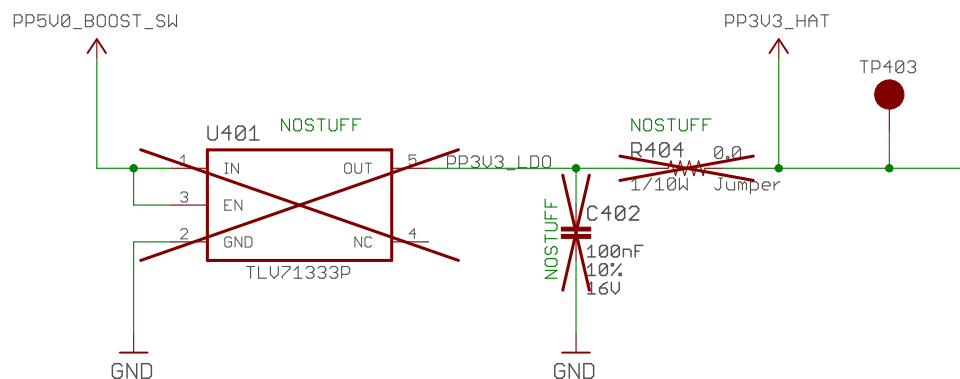 PP5V0_BOOST_SW
PP3V3_HAT
TP403
NOSTUFF
U401
NOSTUFF
R404
0.0
1/10W
Jumper
1
IN
OUT
5
PP3V3_LDO
3
EN
2
GND
NC
4
TLV71333P
NOSTUFF
C402
100nF
10%
16V
GND
GND